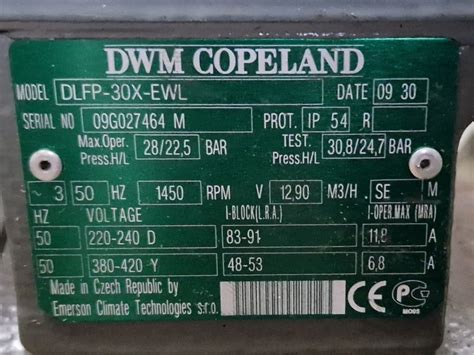 DWM COPELAND
MODEL DLFP-30X-EWL DATE 09 30
SERIAL NO 09G027464 M PROT. IP 54 R
Max.Oper. Press.H/L 28/22,5 BAR TEST. Press.H/L 30,8/24,7 BAR
~ 3 50 HZ 1450 RPM V 12,90 M3/H. SE M
HZ VOLTAGE I-BLOCK(L.R.A.) I-OPER.MAX (MRA)
50 220-240 D 83-91 11,8 A
50 380-420 Y 48-53 6,8 A
Made in Czech Republic by
Emerson Climate Technologies s.r.o.
CE
MO05